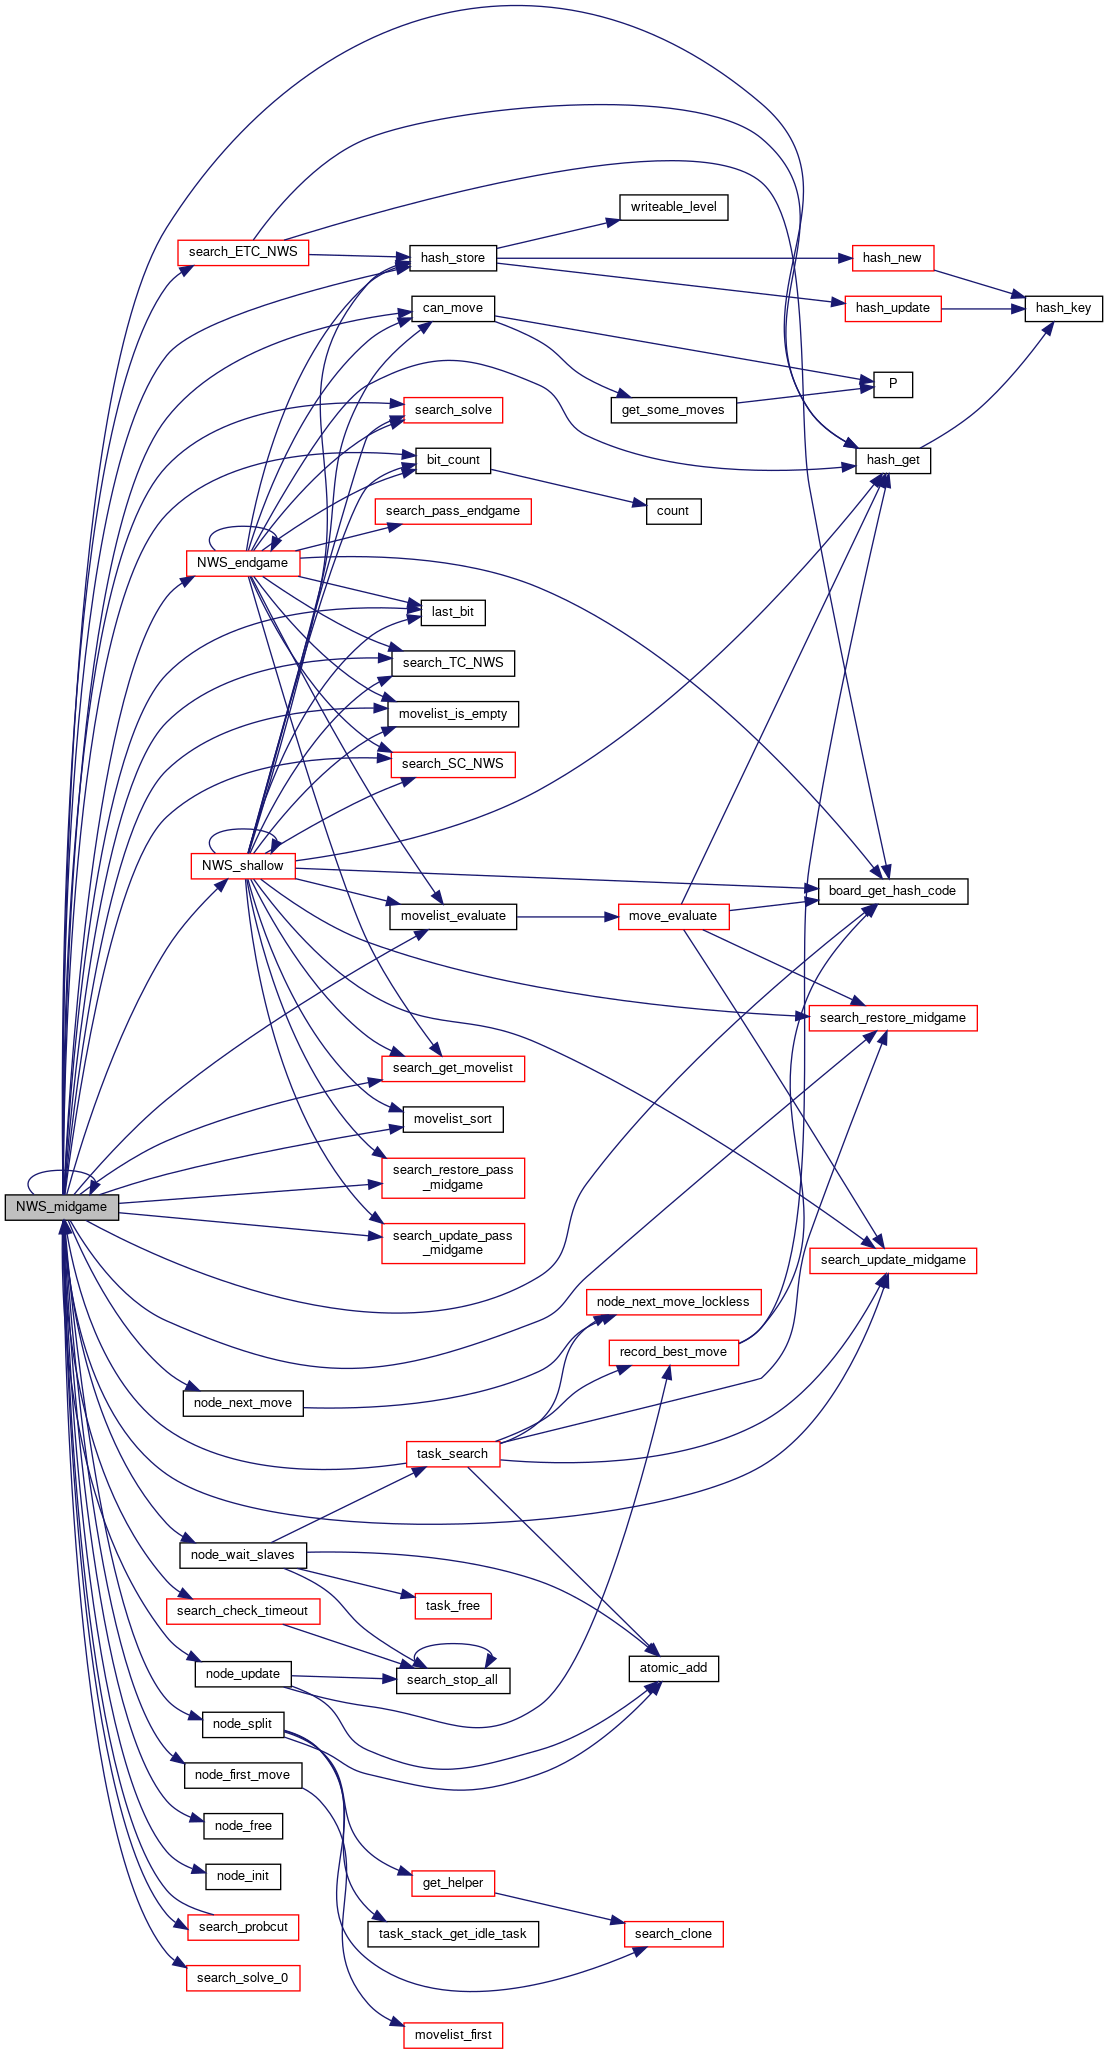 writeable_level
search_ETC_NWS
hash_store
hash_new
can_move
hash_update
hash_key
P
search_solve
get_some_moves
bit_count
hash_get
search_pass_endgame
count
NWS_endgame
last_bit
search_TC_NWS
movelist_is_empty
search_SC_NWS
NWS_shallow
board_get_hash_code
movelist_evaluate
move_evaluate
search_restore_midgame
search_get_movelist
movelist_sort
search_restore_pass
_midgame
NWS_midgame
search_update_pass
_midgame
search_update_midgame
node_next_move_lockless
record_best_move
node_next_move
task_search
node_wait_slaves
task_free
search_check_timeout
node_update
search_stop_all
atomic_add
node_split
node_first_move
node_free
node_init
get_helper
search_probcut
task_stack_get_idle_task
search_clone
search_solve_0
movelist_first